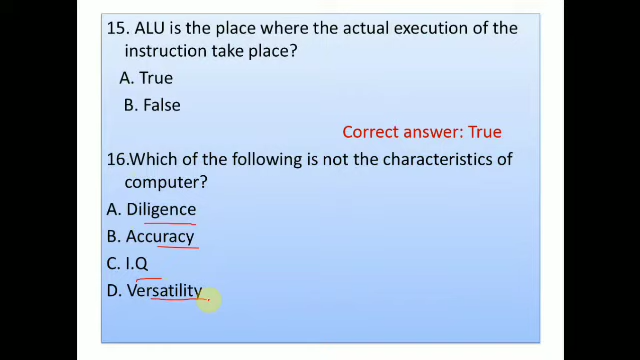 15. ALU is the place where the actual execution of the
instruction take place?
A. True
B. False
Correct answer: True
16.Which of the following is not the characteristics of
computer?
A. Diligence
B. Accuracy
C. I.Q
D. Versatility